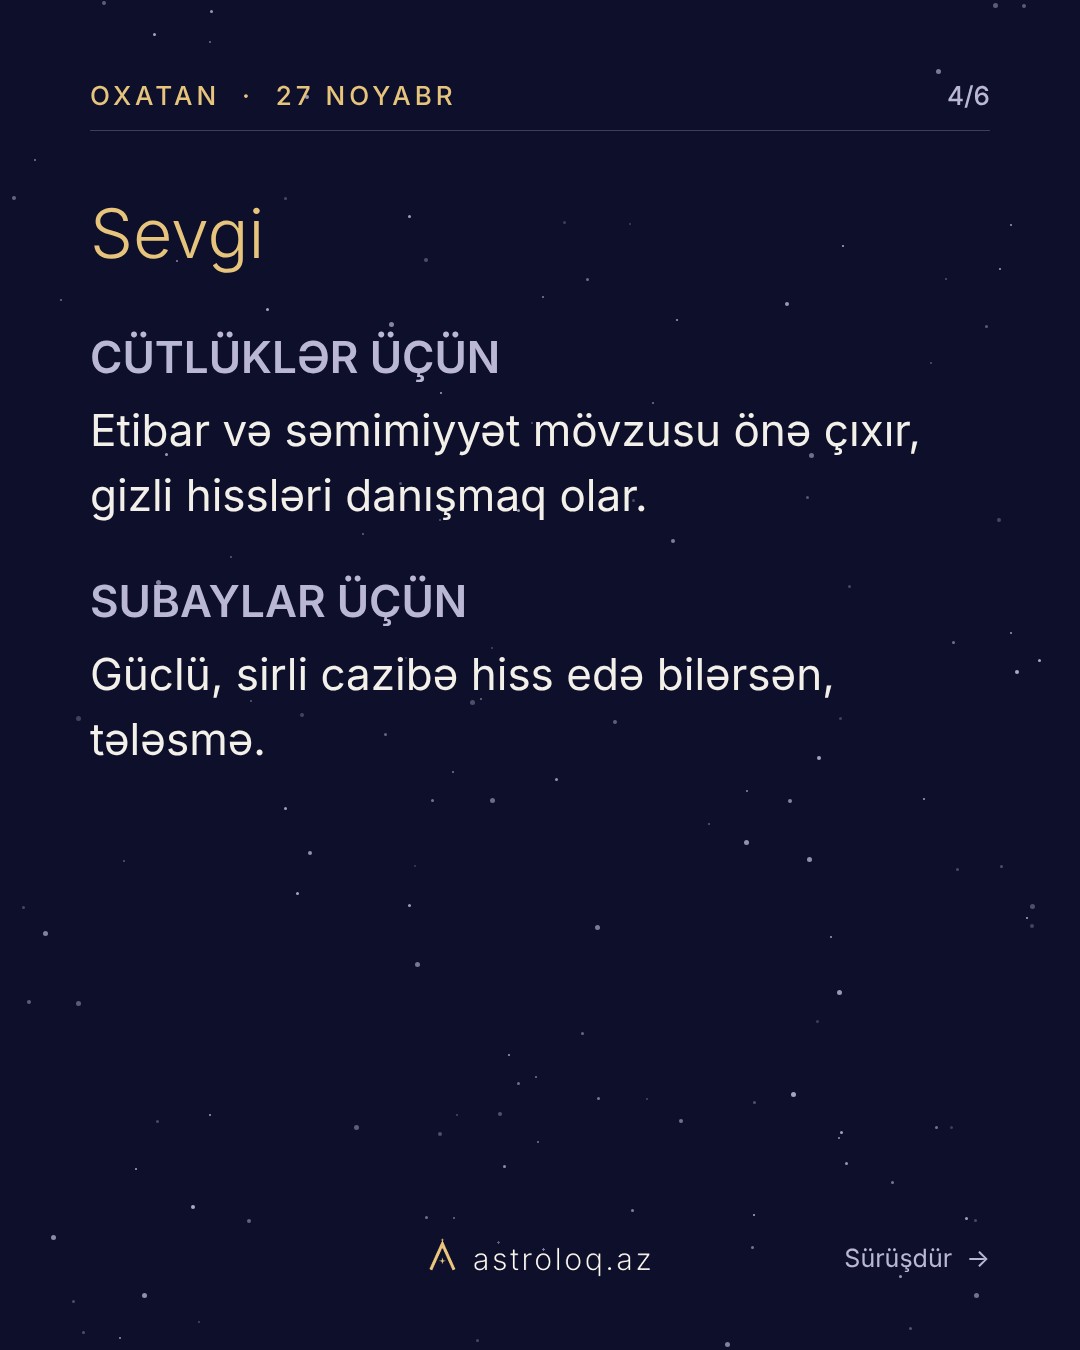 OXATAN · 27 NOYABR
4/6
Sevgi
CÜTLÜKLƏR ÜÇÜN
Etibar və səmimiyyət mövzusu önə çıxır,
gizli hissləri danışmaq olar.
SUBAYLAR ÜÇÜN
Güclü, sirli cazibə hiss edə bilərsən,
tələsmə.
astroloq.az
Sürüşdür →